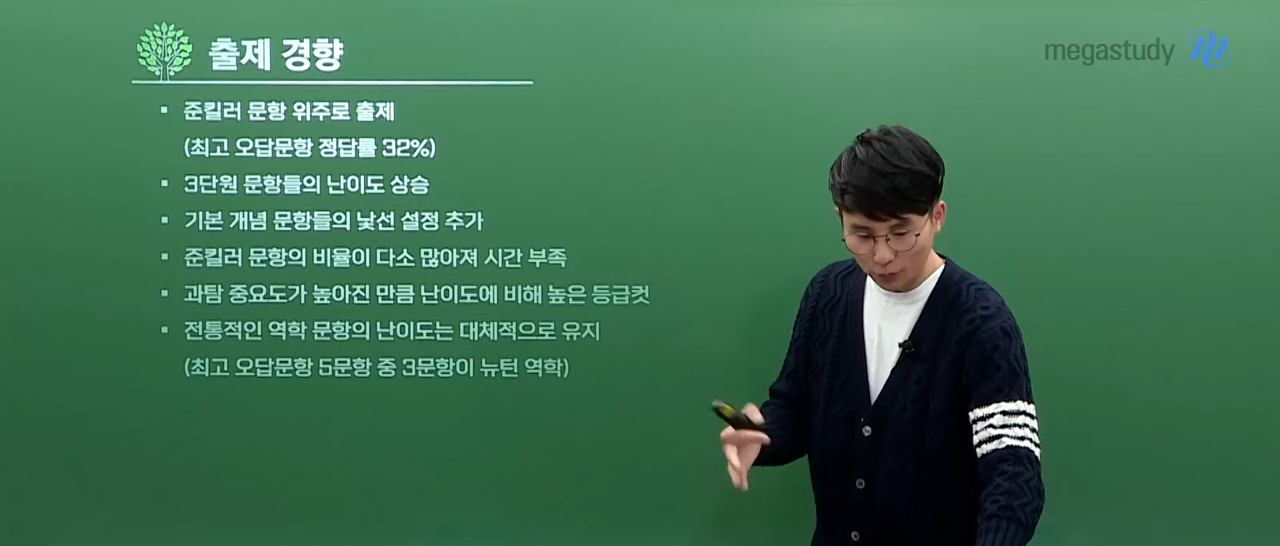 출제 경향
megastudy
▪ 준킬러 문항 위주로 출제
(최고 오답문항 정답률 32%)
▪ 3단원 문항들의 난이도 상승
▪ 기본 개념 문항들의 낯선 설정 추가
▪ 준킬러 문항의 비율이 다소 많아져 시간 부족
▪ 과탐 중요도가 높아진 만큼 난이도에 비해 높은 등급컷
▪ 전통적인 역학 문항의 난이도는 대체적으로 유지
(최고 오답문항 5문항 중 3문항이 뉴턴 역학)